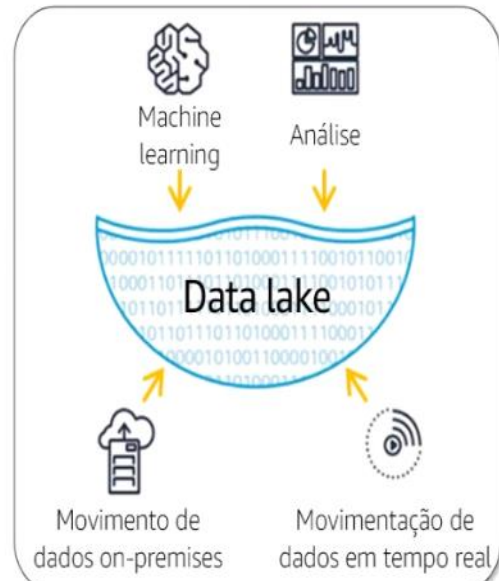 Machine
learning
Análise
Data lake
Movimento de
dados on-premises
Movimentação de
dados em tempo real